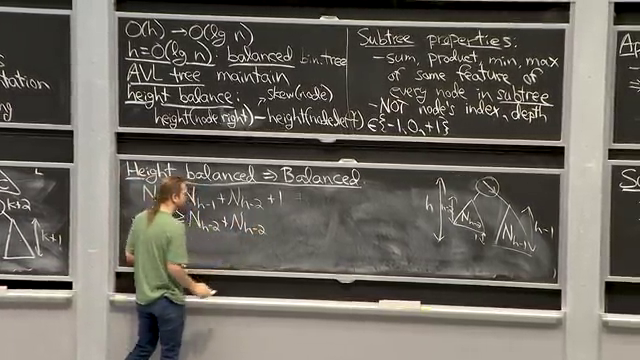 O(h) → O(lg n)
h=O(lg n): balanced bin.tree
AVL tree maintain
height balance: skew(node)
height(node.right) - height(node.left) ∈ {-1,0,+1}
Subtree properties:
- sum, product, min, max
of same feature of
every node in subtree
- NOT node's index, depth
Height balanced ⇒ Balanced
N N_{h-1} + N_{h-2} + 1 =
≥ N_{h-2} + N_{h-2}
h
h-2
N_{h-2}
N_{h-1}
h-1
k+2
k+1